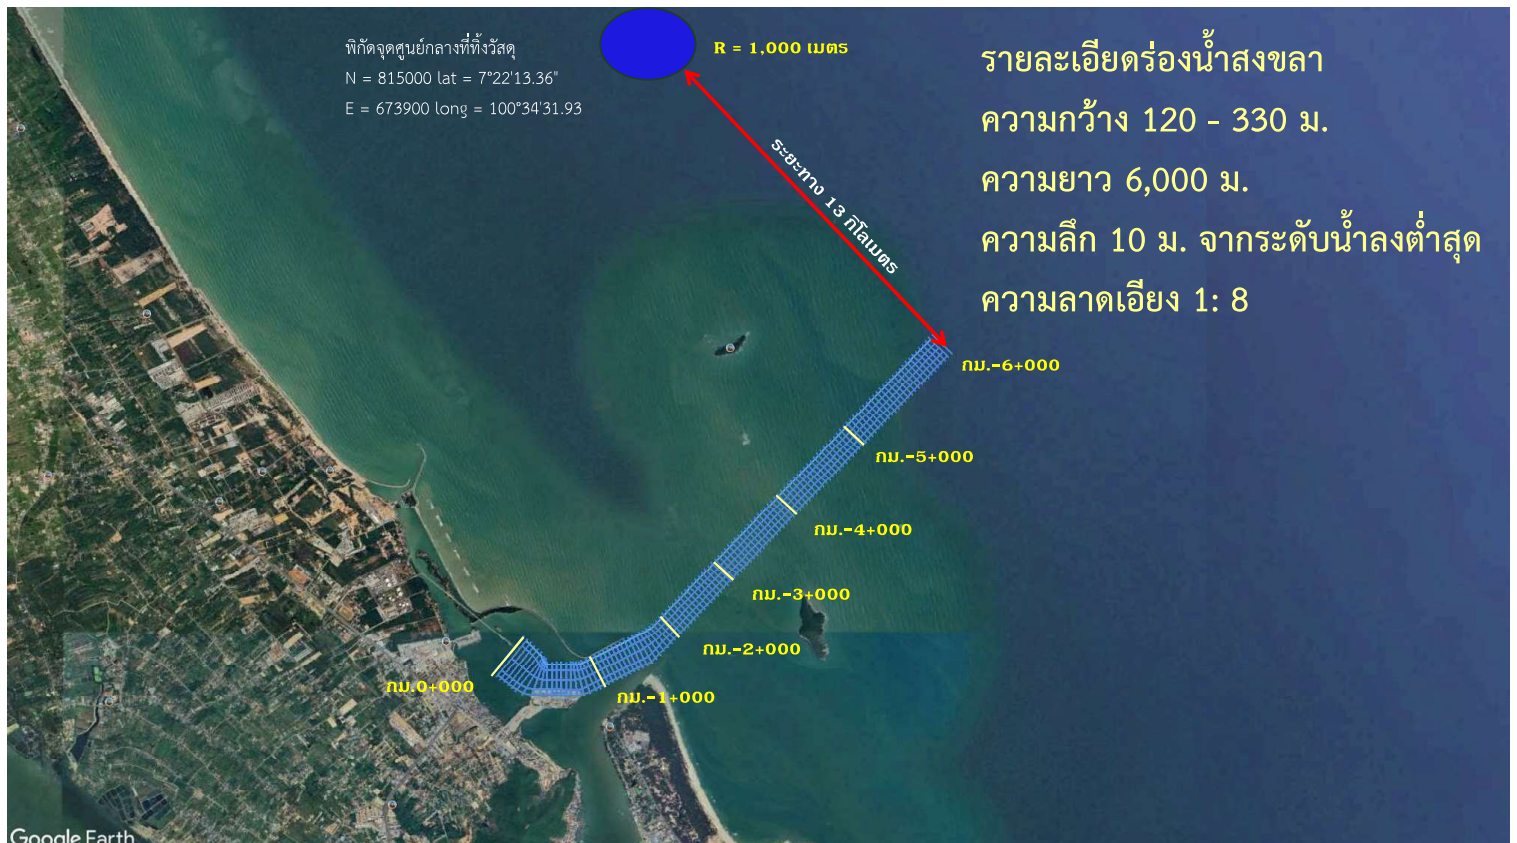 พิกัดจุดศูนย์กลางที่ทิ้งวัสดุ
N = 815000 lat = 7°22'13.36"
E = 673900 long = 100°34'31.93
R = 1,000 เมตร
รายละเอียดร่องน้ำสงขลา
ความกว้าง 120 - 330 ม.
ความยาว 6,000 ม.
ความลึก 10 ม. จากระดับน้ำลงต่ำสุด
ความลาดเอียง 1: 8
ระยะทาง 13 กิโลเมตร
กม.-6+000
กม.-5+000
กม.-4+000
กม.-3+000
กม.-2+000
กม.-1+000
กม.0+000
Google Earth